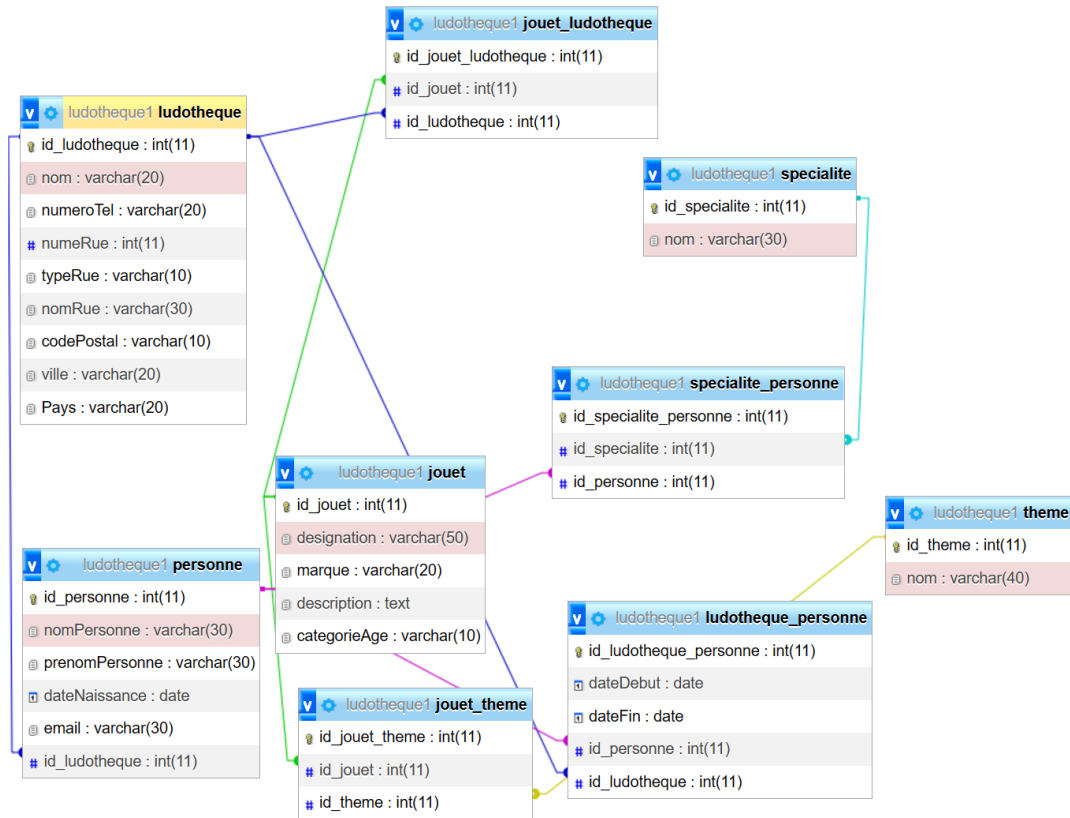 ludotheque1 jouet_ludotheque
id_jouet_ludotheque : int(11)
id_jouet : int(11)
id_ludotheque : int(11)
ludotheque1 ludotheque
id_ludotheque : int(11)
nom : varchar(20)
numeroTel : varchar(20)
numeRue : int(11)
typeRue : varchar(10)
nomRue : varchar(30)
codePostal : varchar(10)
ville : varchar(20)
Pays : varchar(20)
ludotheque1 specialite
id_specialite : int(11)
nom : varchar(30)
ludotheque1 specialite_personne
id_specialite_personne : int(11)
id_specialite : int(11)
id_personne : int(11)
ludotheque1 jouet
id_jouet : int(11)
designation : varchar(50)
marque : varchar(20)
description : text
categorieAge : varchar(10)
ludotheque1 theme
id_theme : int(11)
nom : varchar(40)
ludotheque1 personne
id_personne : int(11)
nomPersonne : varchar(30)
prenomPersonne : varchar(30)
dateNaissance : date
email : varchar(30)
id_ludotheque : int(11)
ludotheque1 ludotheque_personne
id_ludotheque_personne : int(11)
dateDebut : date
dateFin : date
id_personne : int(11)
id_ludotheque : int(11)
ludotheque1 jouet_theme
id_jouet_theme : int(11)
id_jouet : int(11)
id_theme : int(11)